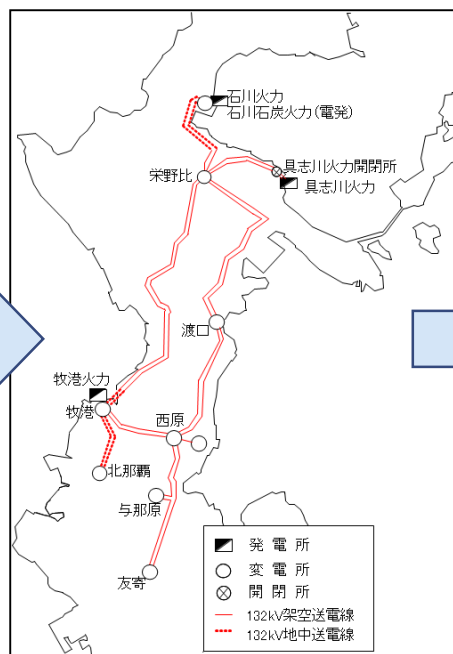 石川火力
石川石炭火力(電発)
具志川火力開閉所
栄野比
具志川火力
渡口
牧港火力
牧港
西原
北那覇
与那原
友寄
発電所
変電所
開閉所
132kV架空送電線
132kV地中送電線